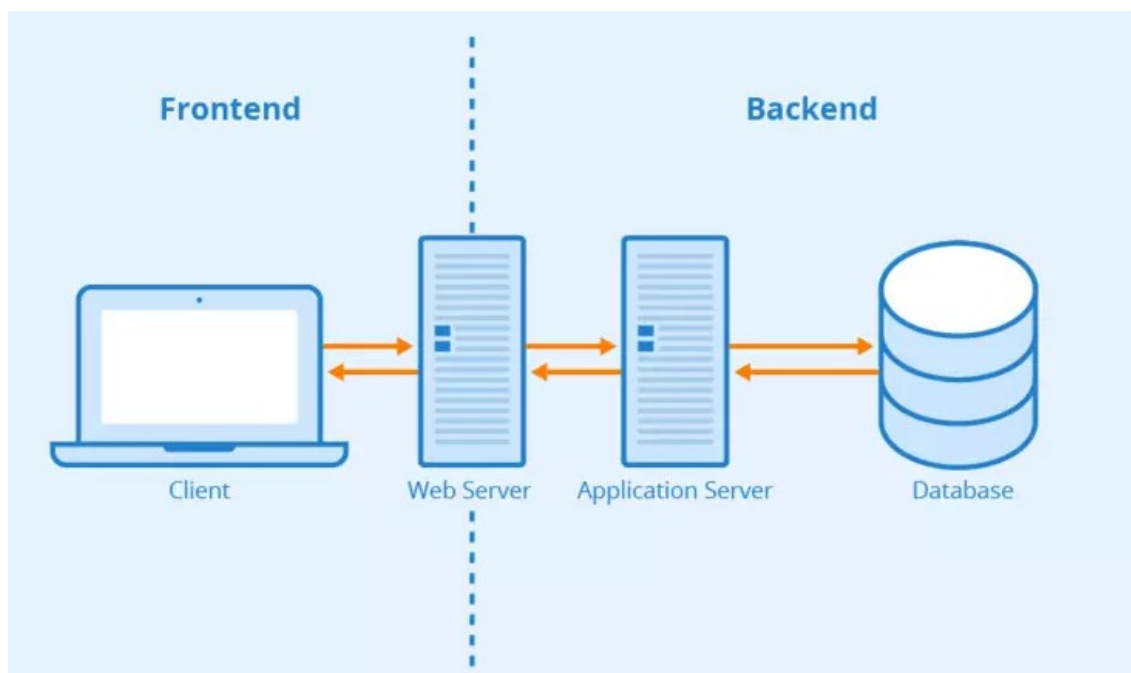 Frontend
Backend
Client
Web Server
Application Server
Database